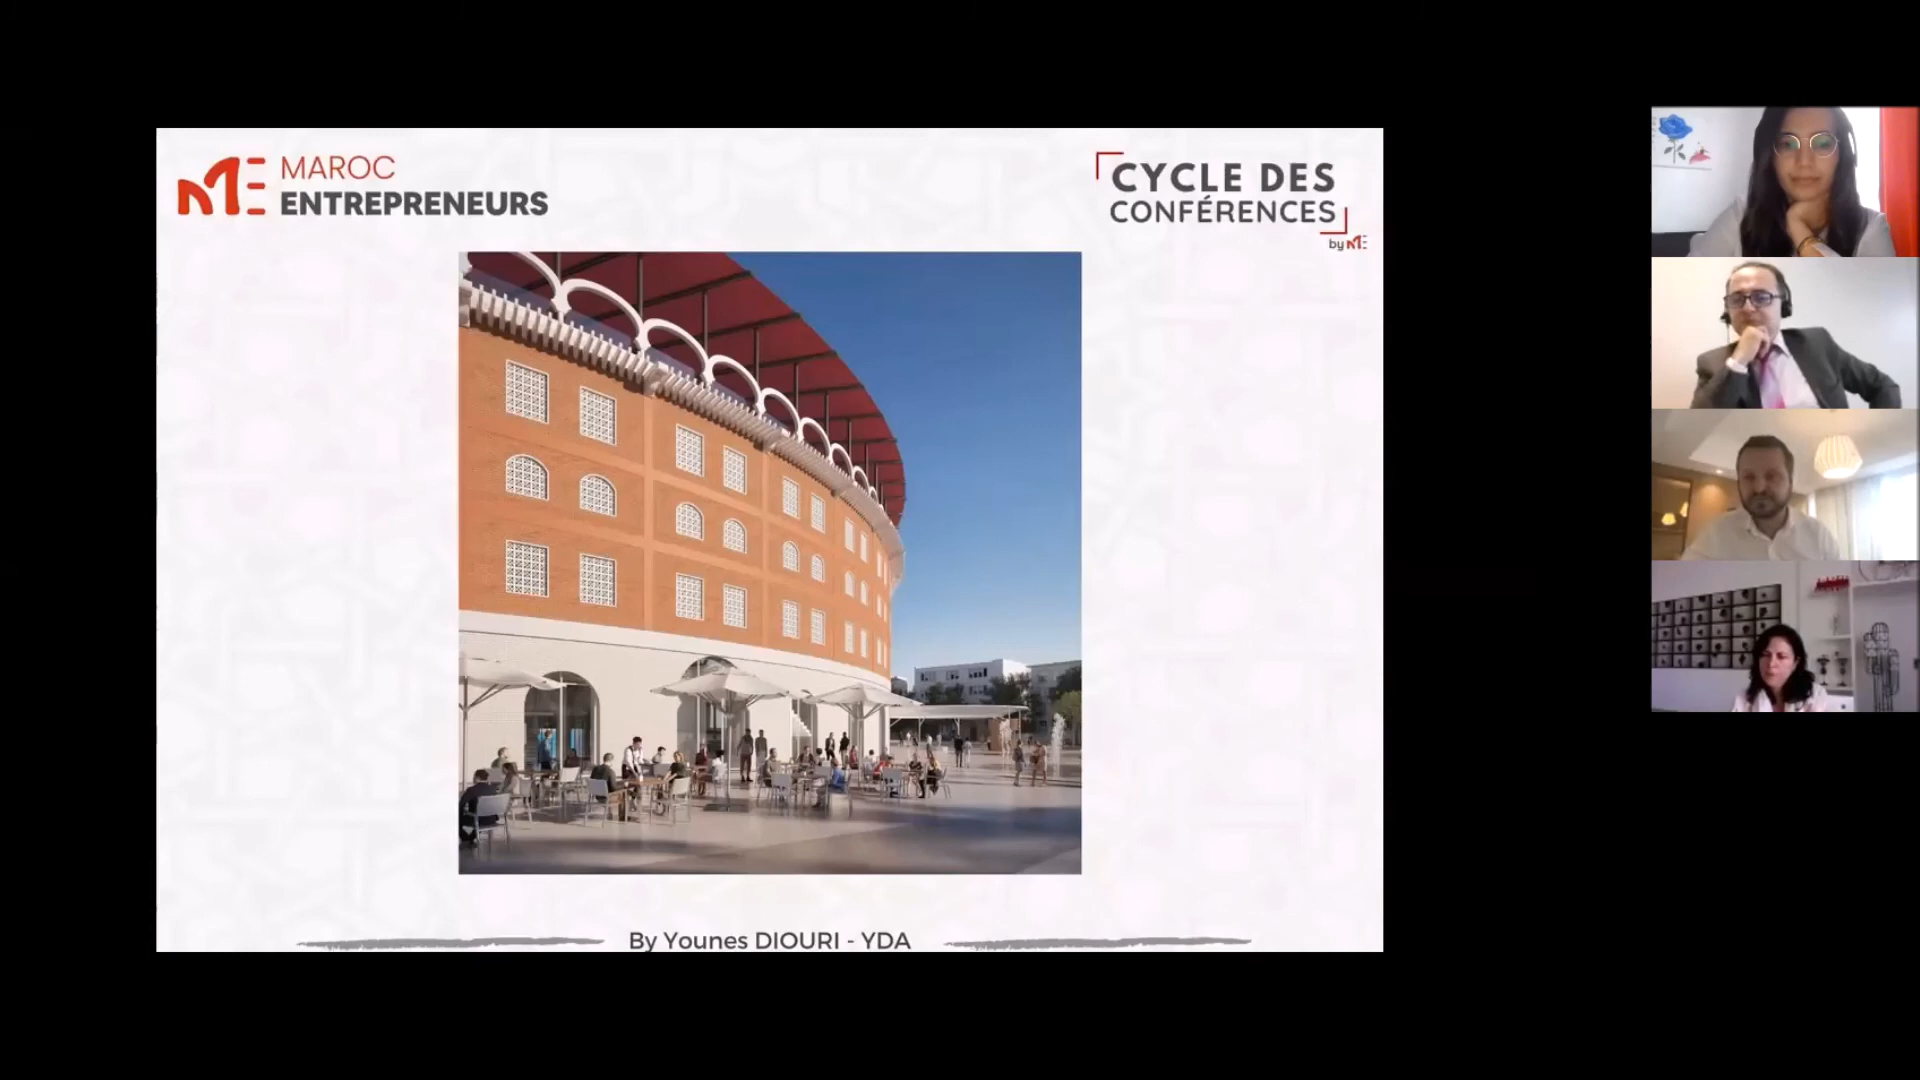 MAROC
ENTREPRENEURS
CYCLE DES
CONFÉRENCES
by ME
By Younes DIOURI - YDA